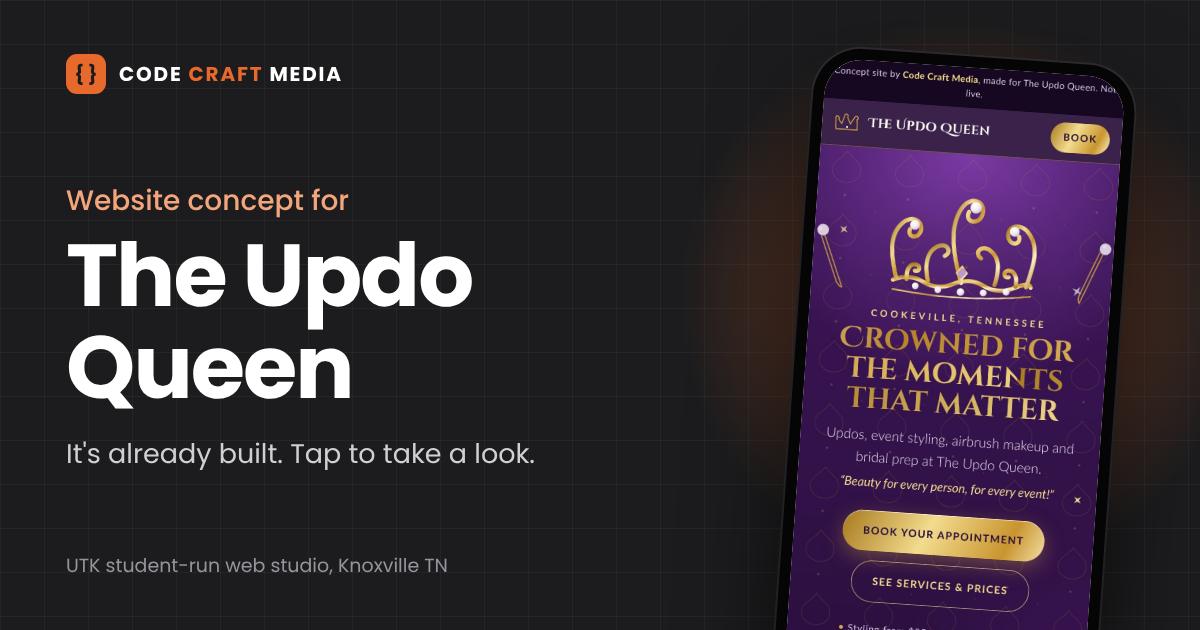 { } CODE CRAFT MEDIA
Website concept for
The Updo
Queen
It's already built. Tap to take a look.
UTK student-run web studio, Knoxville TN
Concept site by Code Craft Media, made for The Updo Queen. Not
live.
THE UPDO QUEEN
BOOK
COOKEVILLE, TENNESSEE
CROWNED FOR
THE MOMENTS
THAT MATTER
Updos, event styling, airbrush makeup and
bridal prep at The Updo Queen.
“Beauty for every person, for every event!”
BOOK YOUR APPOINTMENT
SEE SERVICES & PRICES